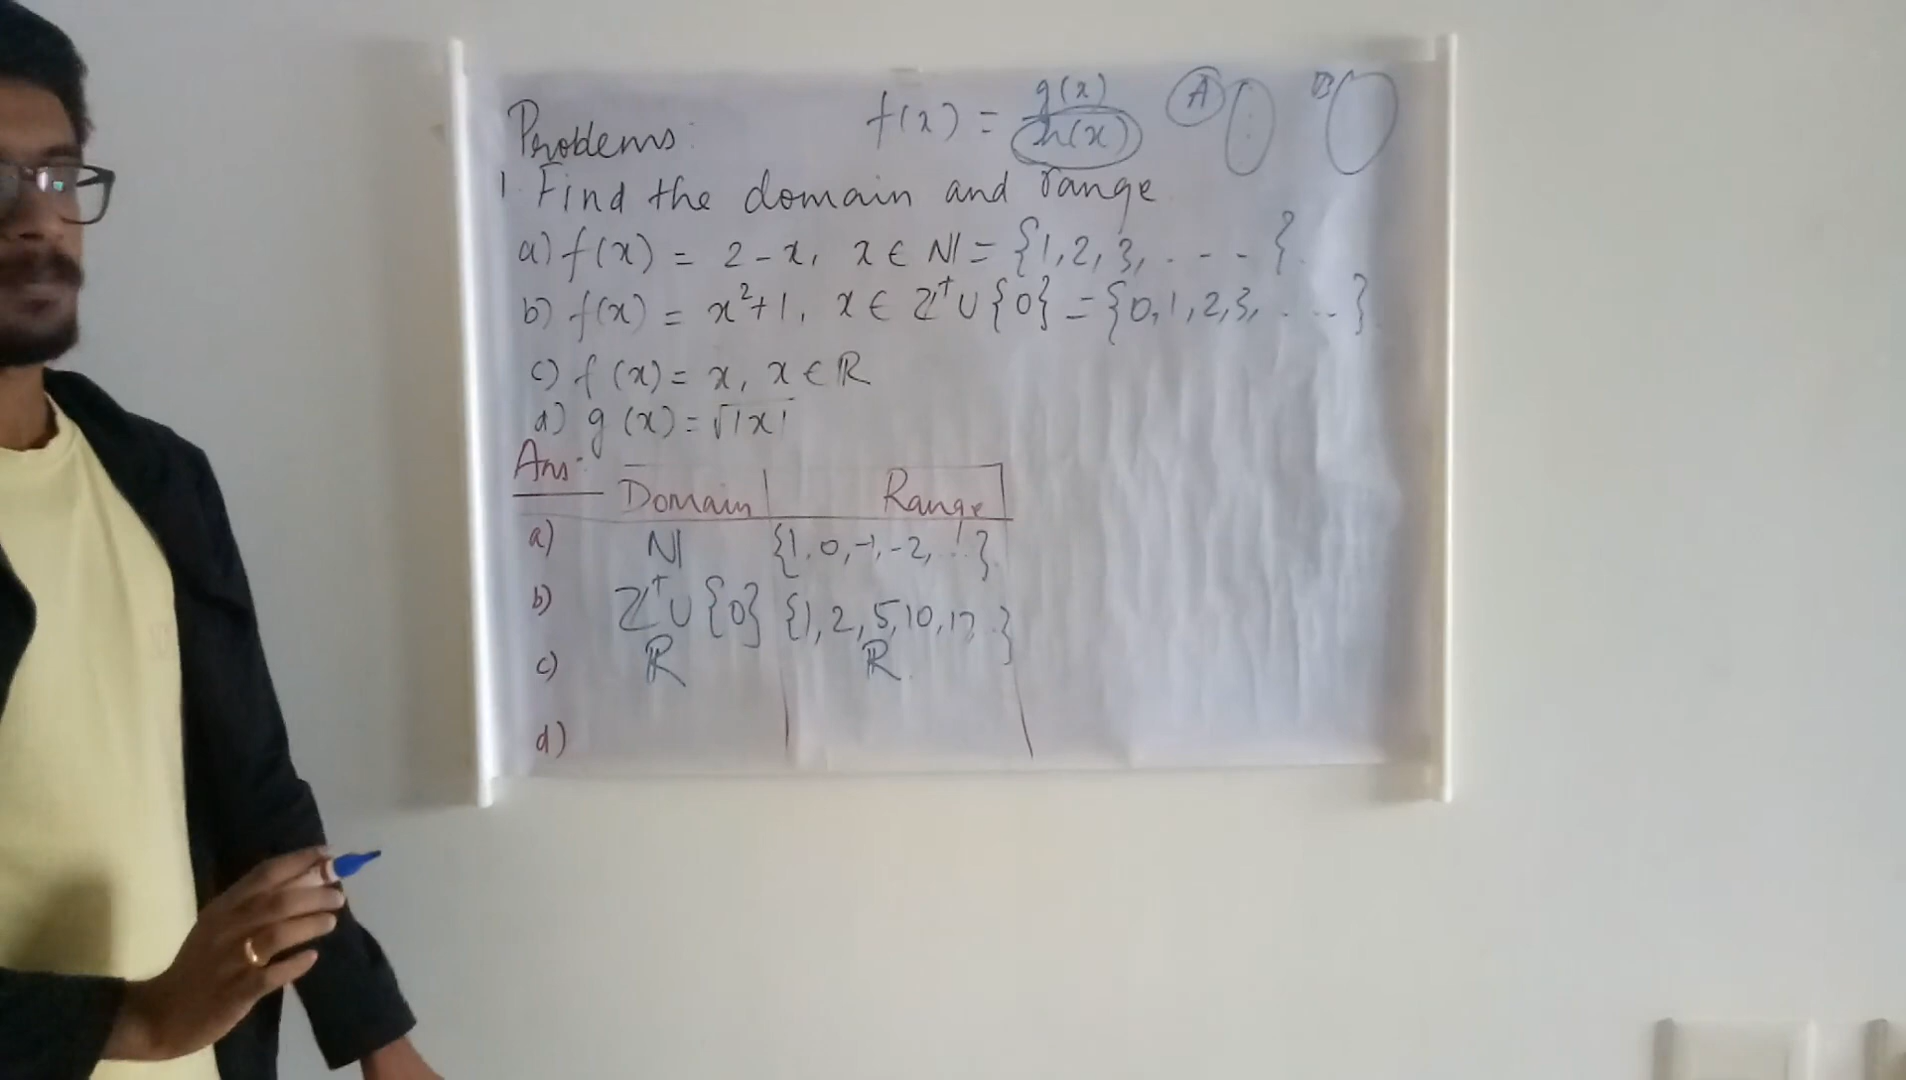 Problems: f(x) = g(x)/h(x) A B
1. Find the domain and range
a) f(x) = 2-x, x ∈ ℕ = {1, 2, 3, . - - -}.
b) f(x) = x²+1, x ∈ ℤ⁺∪{0} = {0, 1, 2, 3, . ...}.
c) f(x) = x, x ∈ ℝ
d) g(x) = √|x|
Ans:-
Domain | Range
a) ℕ {1, 0, -1, -2, ...}
b) ℤ⁺∪{0} {1, 2, 5, 10, 17..}
c) ℝ ℝ.
d)